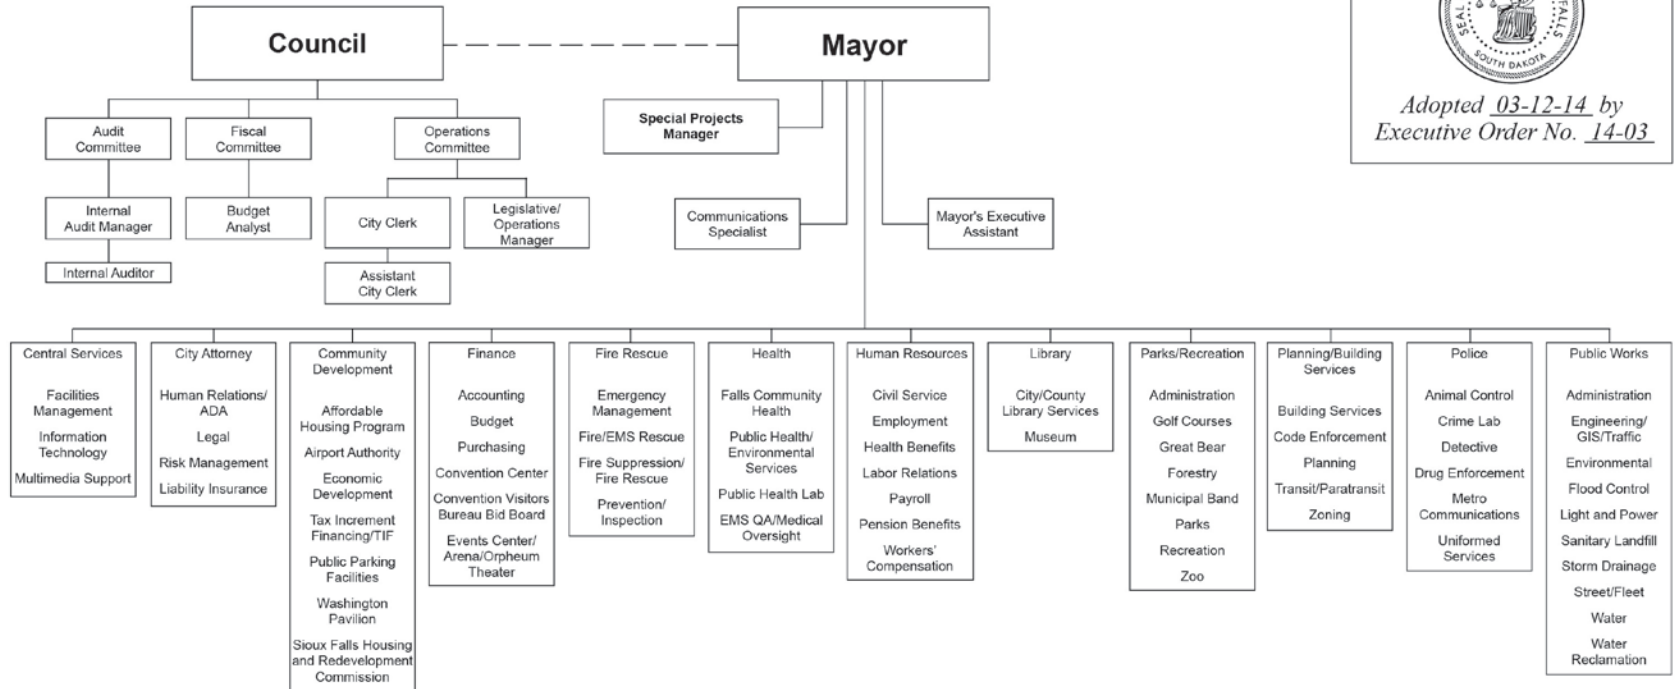 Council
Mayor
SEAL
FALLS
SOUTH DAKOTA
Adopted 03-12-14 by
Executive Order No. 14-03
Special Projects
Manager
Audit
Committee
Fiscal
Committee
Operations
Committee
Internal
Audit Manager
Budget
Analyst
City Clerk
Legislative/
Operations
Manager
Communications
Specialist
Mayor's Executive
Assistant
Internal Auditor
Assistant
City Clerk
Central Services
Facilities
Management
Information
Technology
Multimedia Support
City Attorney
Human Relations/
ADA
Legal
Risk Management
Liability Insurance
Community
Development
Affordable
Housing Program
Airport Authority
Economic
Development
Tax Increment
Financing/TIF
Public Parking
Facilities
Washington
Pavilion
Sioux Falls Housing
and Redevelopment
Commission
Finance
Accounting
Budget
Purchasing
Convention Center
Convention Visitors
Bureau Bid Board
Events Center/
Arena/Orpheum
Theater
Fire Rescue
Emergency
Management
Fire/EMS Rescue
Fire Suppression/
Fire Rescue
Prevention/
Inspection
Health
Falls Community
Health
Public Health/
Environmental
Services
Public Health Lab
EMS QA/Medical
Oversight
Human Resources
Civil Service
Employment
Health Benefits
Labor Relations
Payroll
Pension Benefits
Workers'
Compensation
Library
City/County
Library Services
Museum
Parks/Recreation
Administration
Golf Courses
Great Bear
Forestry
Municipal Band
Parks
Recreation
Zoo
Planning/Building
Services
Building Services
Code Enforcement
Planning
Transit/Paratransit
Zoning
Police
Animal Control
Crime Lab
Detective
Drug Enforcement
Metro
Communications
Uniformed
Services
Public Works
Administration
Engineering/
GIS/Traffic
Environmental
Flood Control
Light and Power
Sanitary Landfill
Storm Drainage
Street/Fleet
Water
Water
Reclamation